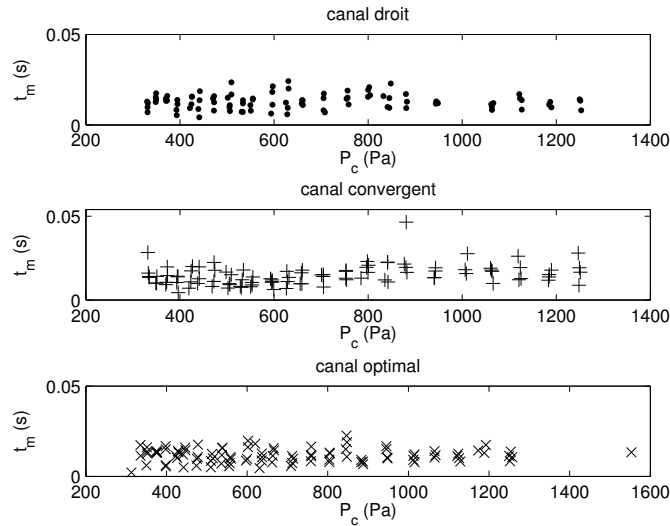 canal droit
0.05
t_m (s)
0
200 400 600 800 1000 1200 1400
P_c (Pa)
canal convergent
0.05
t_m (s)
0
200 400 600 800 1000 1200 1400
P_c (Pa)
canal optimal
0.05
t_m (s)
0
200 400 600 800 1000 1200 1400 1600
P_c (Pa)